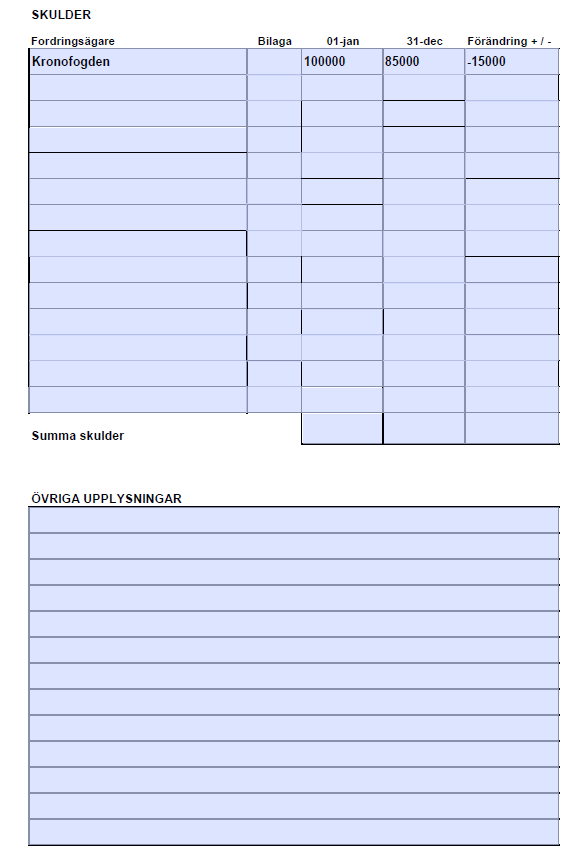 SKULDER
Fordringsägare Bilaga 01-jan 31-dec Förändring + / -
Kronofogden 100000 85000 -15000
Summa skulder
ÖVRIGA UPPLYSNINGAR